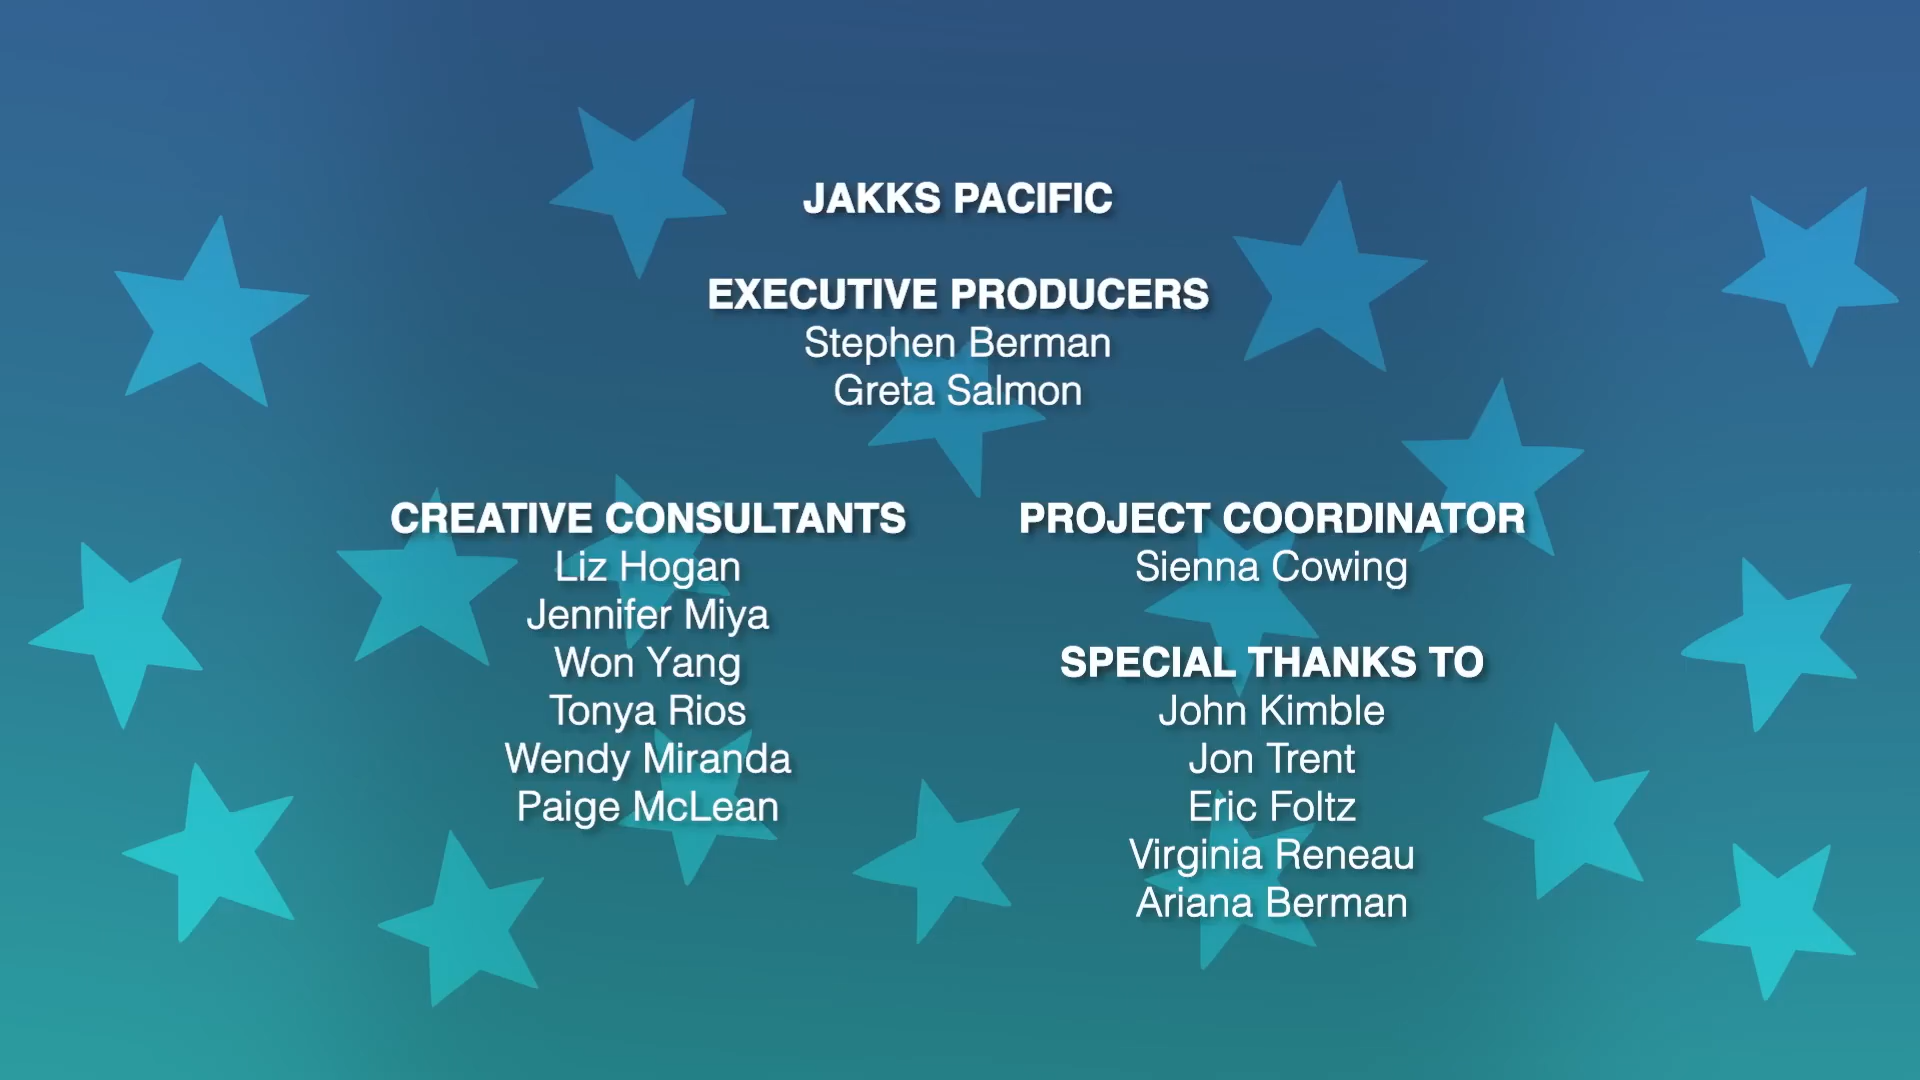 JAKKS PACIFIC
EXECUTIVE PRODUCERS
Stephen Berman
Greta Salmon
CREATIVE CONSULTANTS
Liz Hogan
Jennifer Miya
Won Yang
Tonya Rios
Wendy Miranda
Paige McLean
PROJECT COORDINATOR
Sienna Cowing
SPECIAL THANKS TO
John Kimble
Jon Trent
Eric Foltz
Virginia Reneau
Ariana Berman